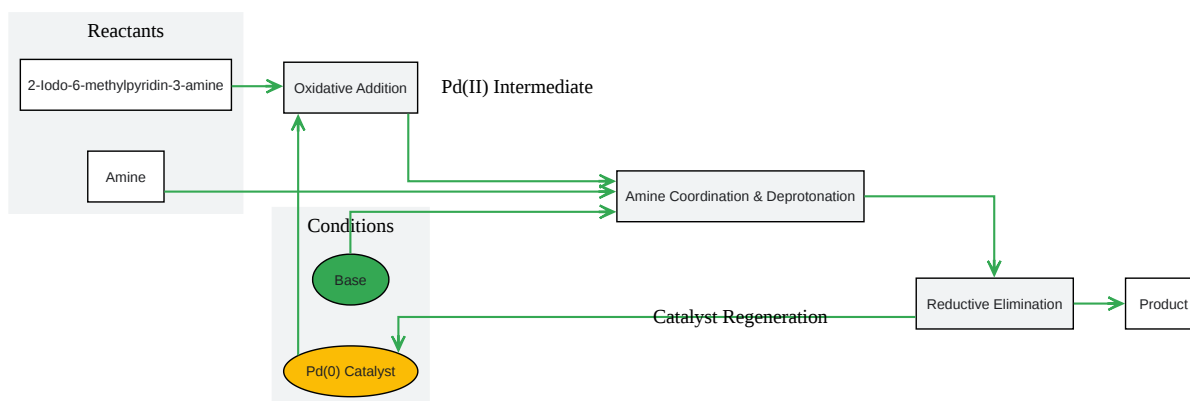 Reactants
2-Iodo-6-methylpyridin-3-amine
Oxidative Addition
Pd(II) Intermediate
Amine
Amine Coordination & Deprotonation
Conditions
Base
Reductive Elimination
Product
Catalyst Regeneration
Pd(0) Catalyst